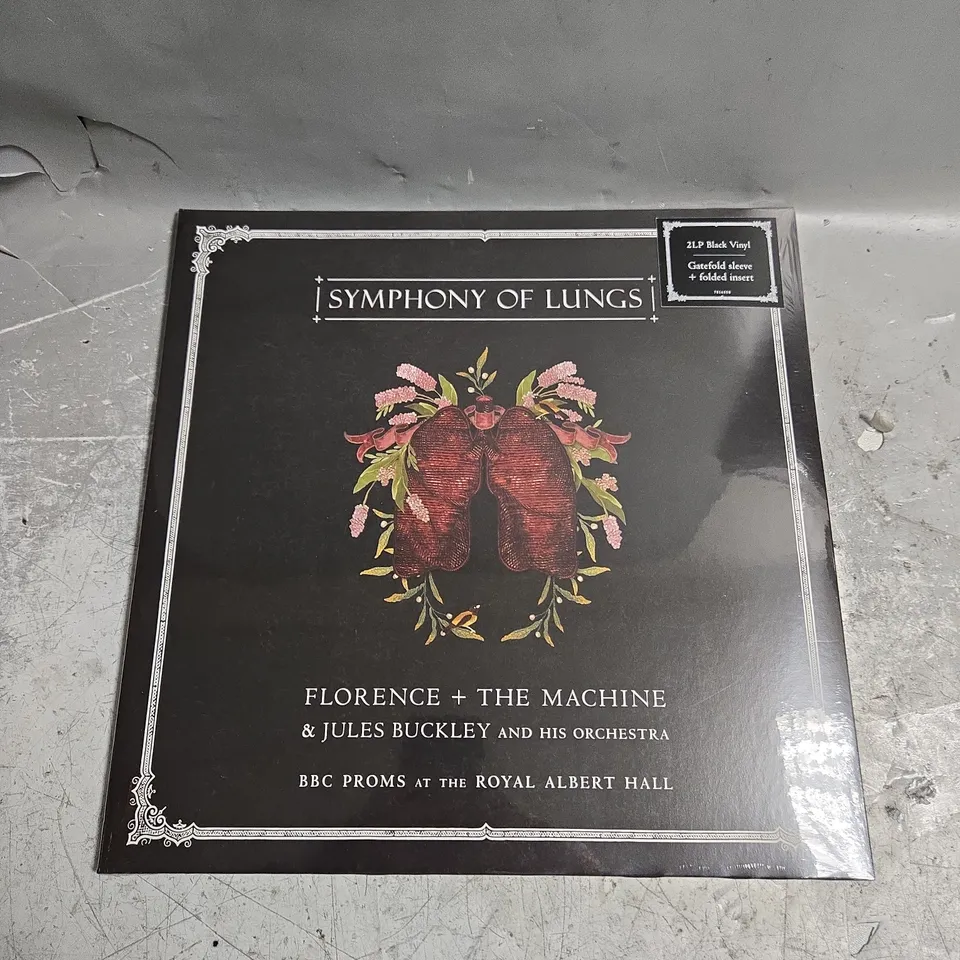 2LP Black Vinyl
Gatefold sleeve
+ folded insert
SYMPHONY OF LUNGS
FLORENCE + THE MACHINE
& JULES BUCKLEY AND HIS ORCHESTRA
BBC PROMS AT THE ROYAL ALBERT HALL